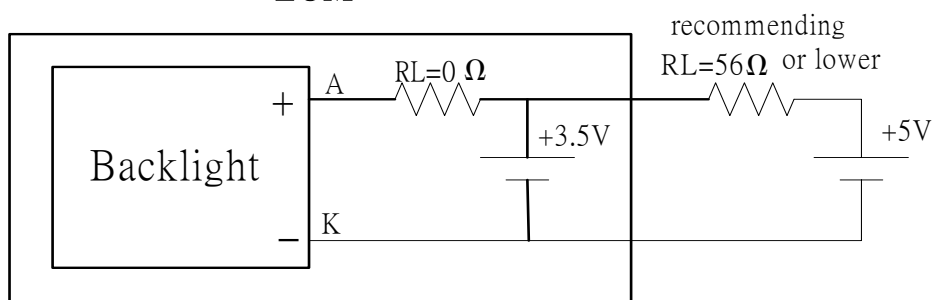 recommending
RL=56Ω or lower
RL=0 Ω
A
+
+3.5V
+5V
Backlight
K
−